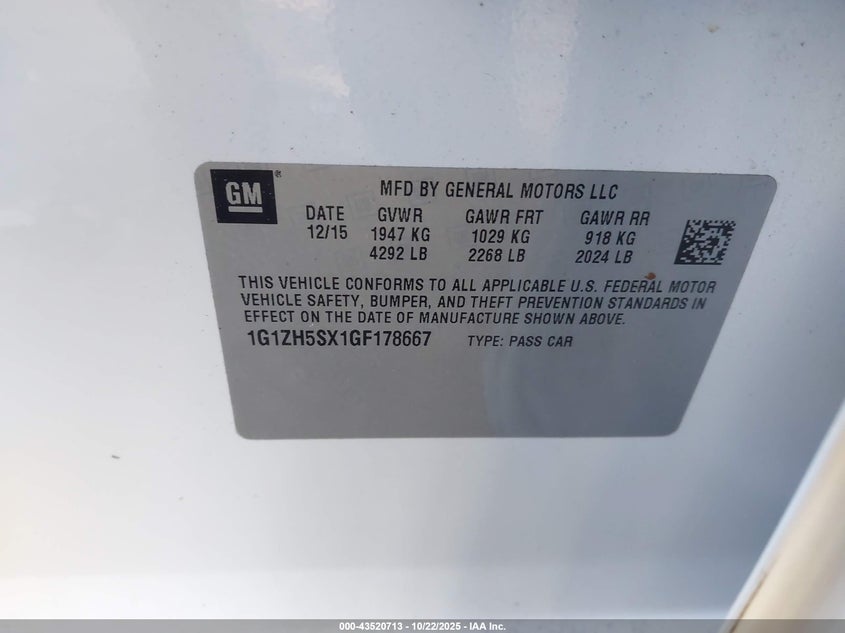 GM®
MFD BY GENERAL MOTORS LLC
DATE GVWR GAWR FRT GAWR RR
12/15 1947 KG 1029 KG 918 KG
4292 LB 2268 LB 2024 LB
THIS VEHICLE CONFORMS TO ALL APPLICABLE U.S. FEDERAL MOTOR
VEHICLE SAFETY, BUMPER, AND THEFT PREVENTION STANDARDS IN
EFFECT ON THE DATE OF MANUFACTURE SHOWN ABOVE.
1G1ZH5SX1GF178667 TYPE: PASS CAR
000-43520713 - 10/22/2025 - IAA Inc.